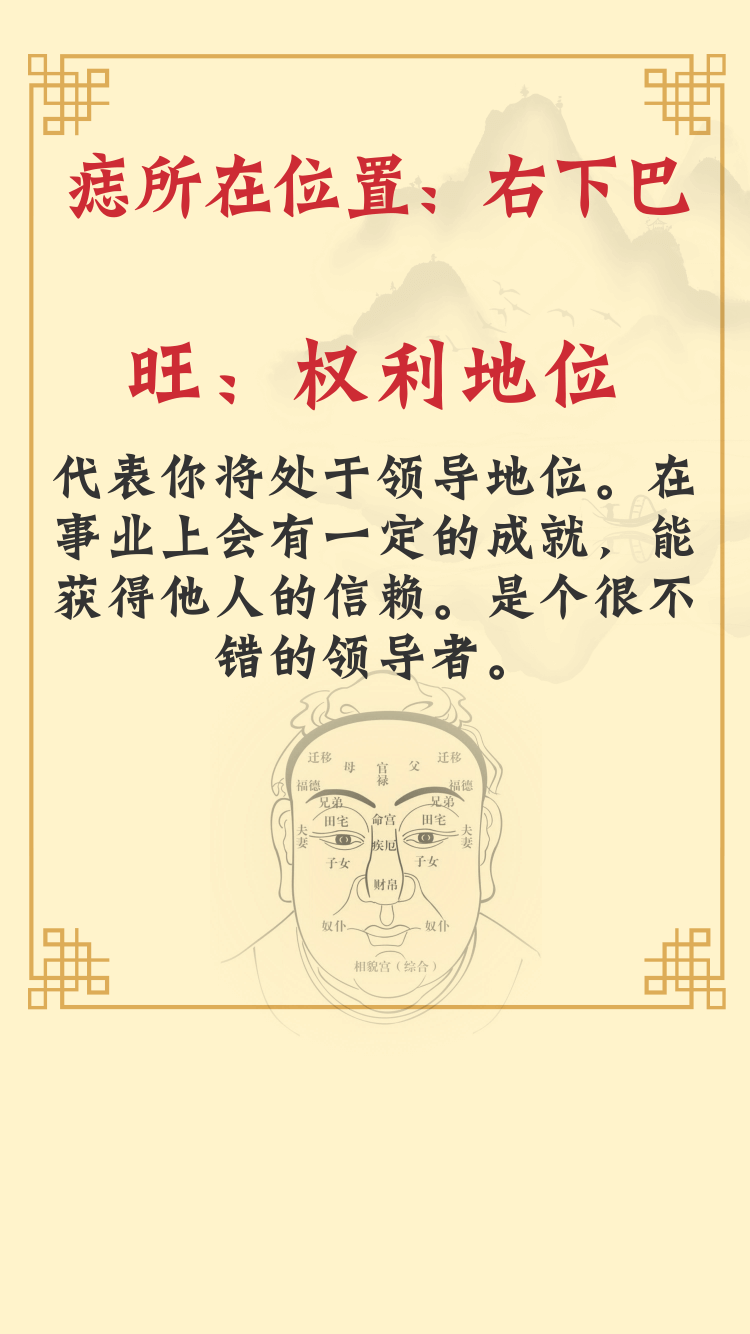 痣所在位置：右下巴
旺：权利地位
代表你将处于领导地位。在
事业上会有一定的成就，能
获得他人的信赖。是个很不
错的领导者。
迁移 母 官禄 父 迁移
福德 福德
兄弟 兄弟
田宅 命宫 田宅
夫妻 疾厄 夫妻
子女 子女
财帛
奴仆 奴仆
相貌宫（综合）